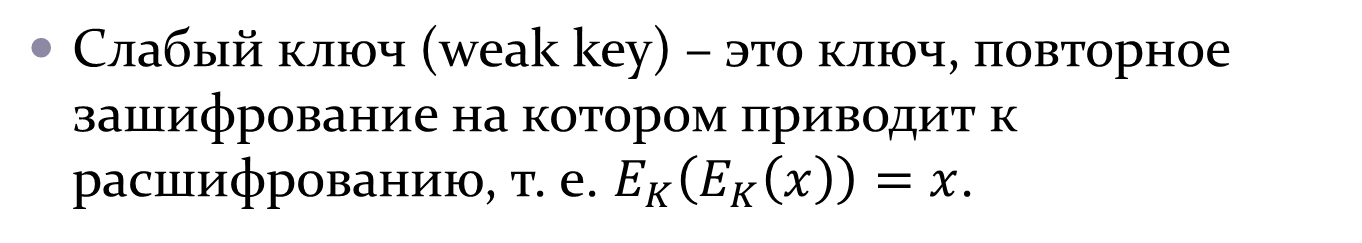 • Слабый ключ (weak key) – это ключ, повторное
зашифрование на котором приводит к
расшифрованию, т. е. E_K(E_K(x)) = x.